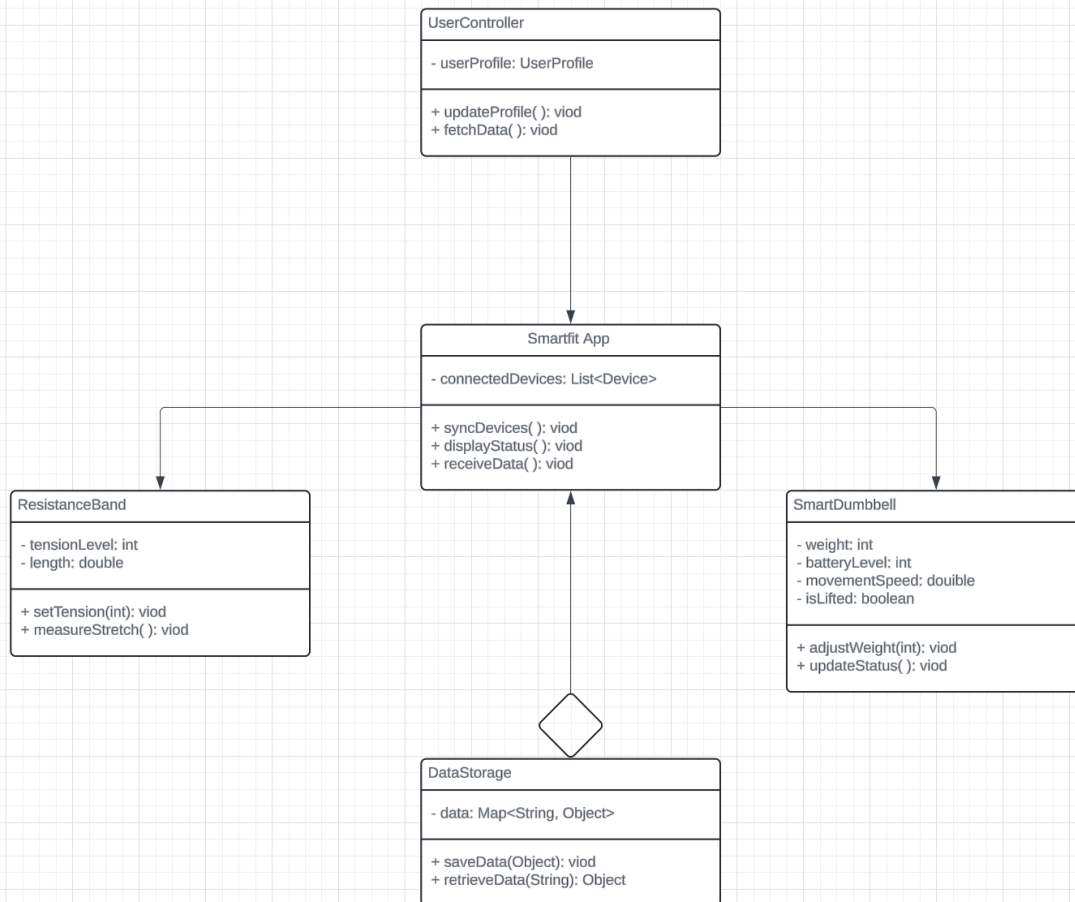 UserController
- userProfile: UserProfile
+ updateProfile( ): viod
+ fetchData( ): viod
Smartfit App
- connectedDevices: List<Device>
+ syncDevices( ): viod
+ displayStatus( ): viod
+ receiveData( ): viod
ResistanceBand
- tensionLevel: int
- length: double
+ setTension(int): viod
+ measureStretch( ): viod
SmartDumbbell
- weight: int
- batteryLevel: int
- movementSpeed: douible
- isLifted: boolean
+ adjustWeight(int): viod
+ updateStatus( ): viod
DataStorage
- data: Map<String, Object>
+ saveData(Object): viod
+ retrieveData(String): Object